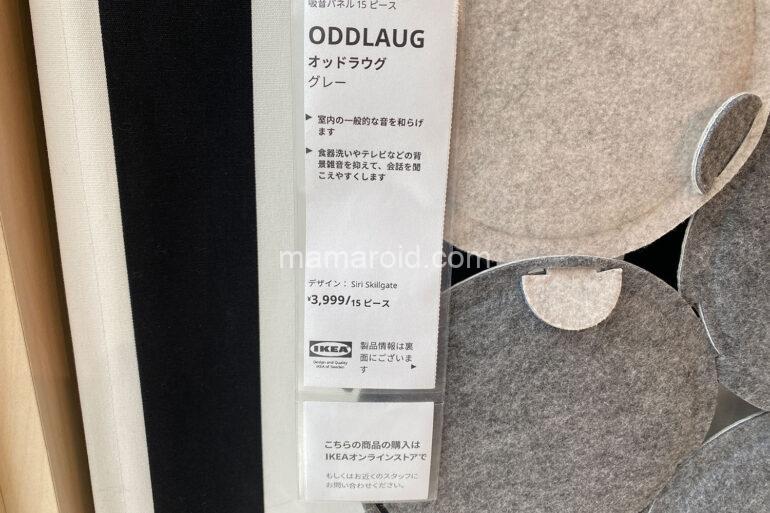 吸音パネル 15 ピース
ODDLAUG
オッドラウグ
グレー
▶ 室内の一般的な音を和らげ
ます
▶ 食器洗いやテレビなどの背
景雑音を抑えて、会話を聞
こえやすくします
mamaroid.com
デザイン： Siri Skillgate
¥3,999/15 ピース
IKEA
Design and Quality
IKEA of Sweden
製品情報は裏
面にございま
す ▶
こちらの商品の購入は
IKEAオンラインストアで
もしくはお近くのスタッフに
お問い合わせください。